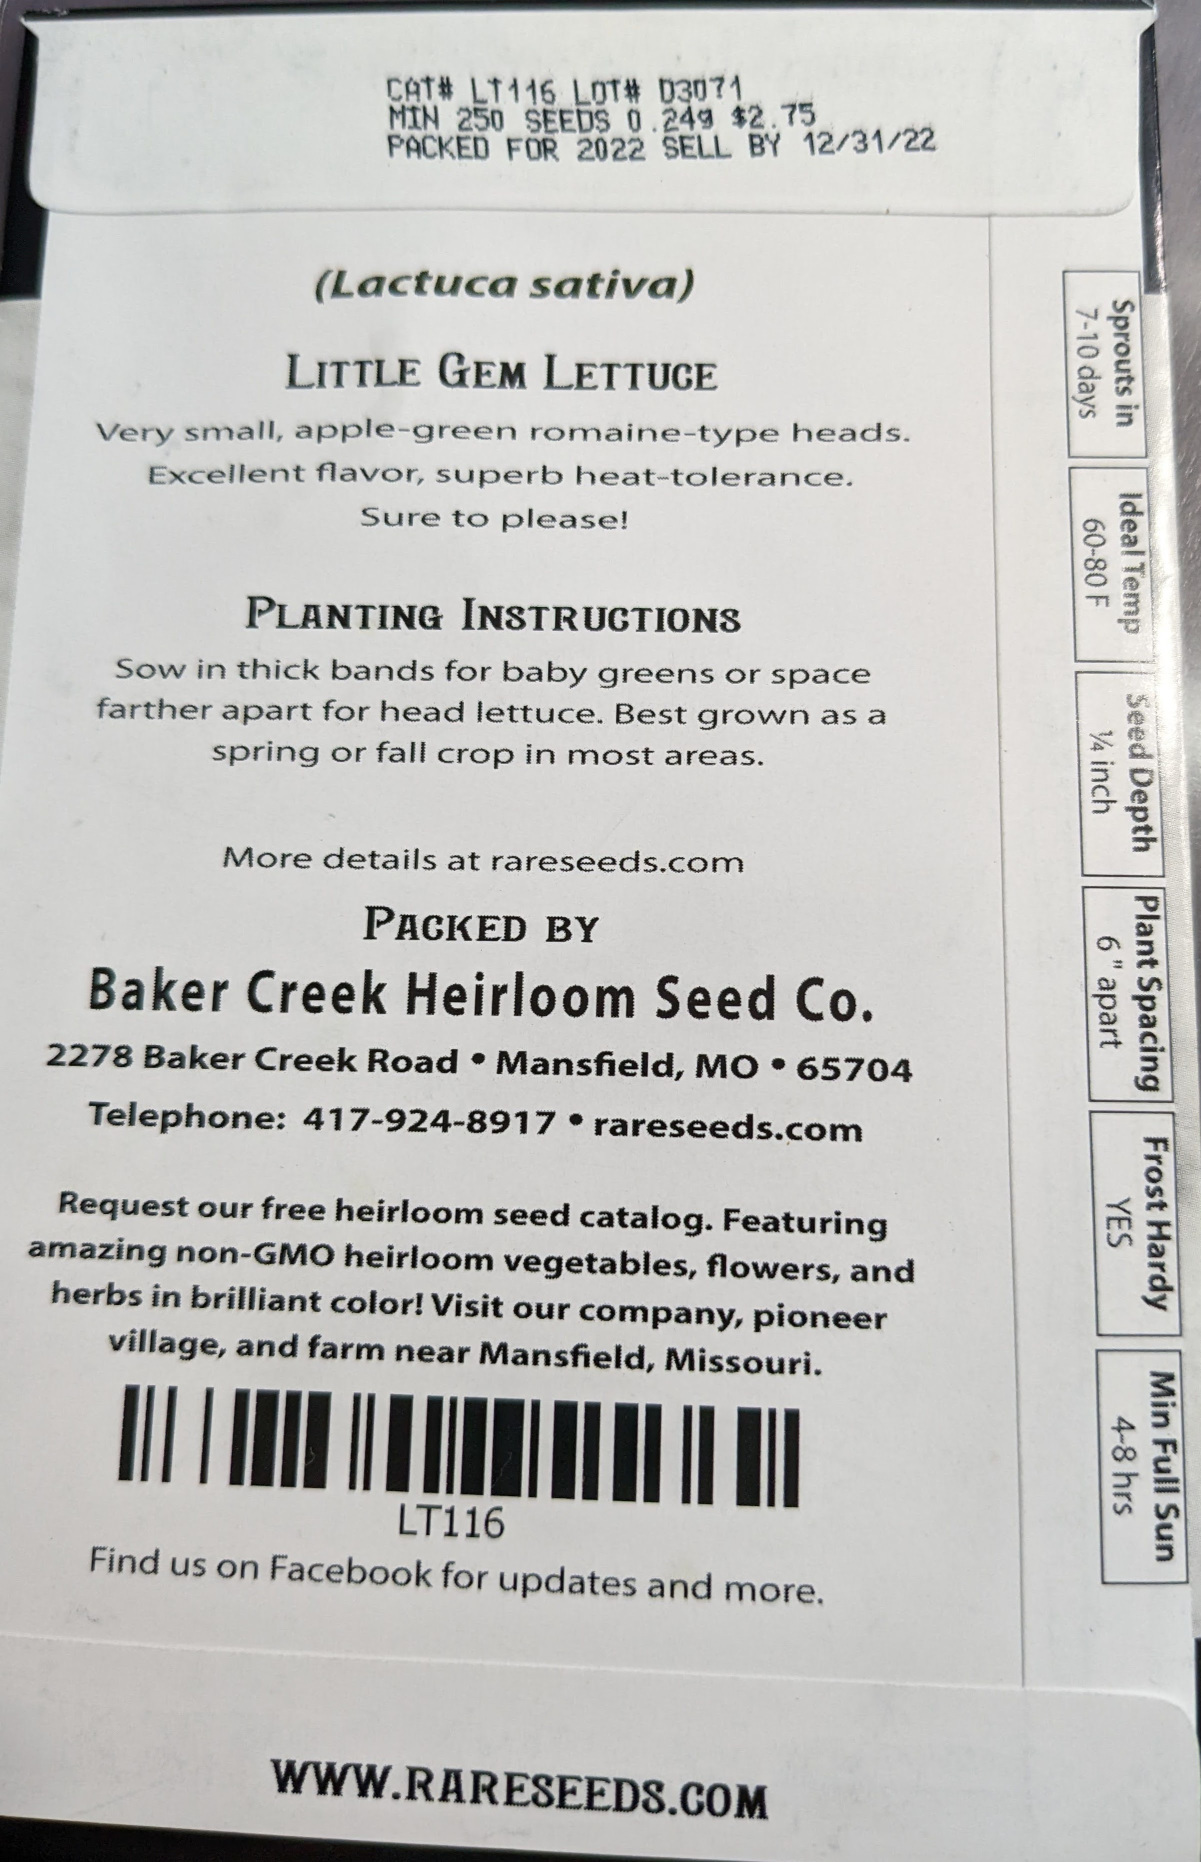 CAT# LT116 LOT# D3071
MIN 250 SEEDS 0.24g $2.75
PACKED FOR 2022 SELL BY 12/31/22
(Lactuca sativa)
Little Gem Lettuce
Very small, apple-green romaine-type heads.
Excellent flavor, superb heat-tolerance.
Sure to please!
Planting Instructions
Sow in thick bands for baby greens or space
farther apart for head lettuce. Best grown as a
spring or fall crop in most areas.
More details at rareseeds.com
Packed by
Baker Creek Heirloom Seed Co.
2278 Baker Creek Road • Mansfield, MO • 65704
Telephone: 417-924-8917 • rareseeds.com
Request our free heirloom seed catalog. Featuring
amazing non-GMO heirloom vegetables, flowers, and
herbs in brilliant color! Visit our company, pioneer
village, and farm near Mansfield, Missouri.
LT116
Find us on Facebook for updates and more.
WWW.RARESEEDS.COM
Sprouts in
7-10 days
Ideal Temp
60-80 F
Seed Depth
¼ inch
Plant Spacing
6 " apart
Frost Hardy
YES
Min Full Sun
4-8 hrs